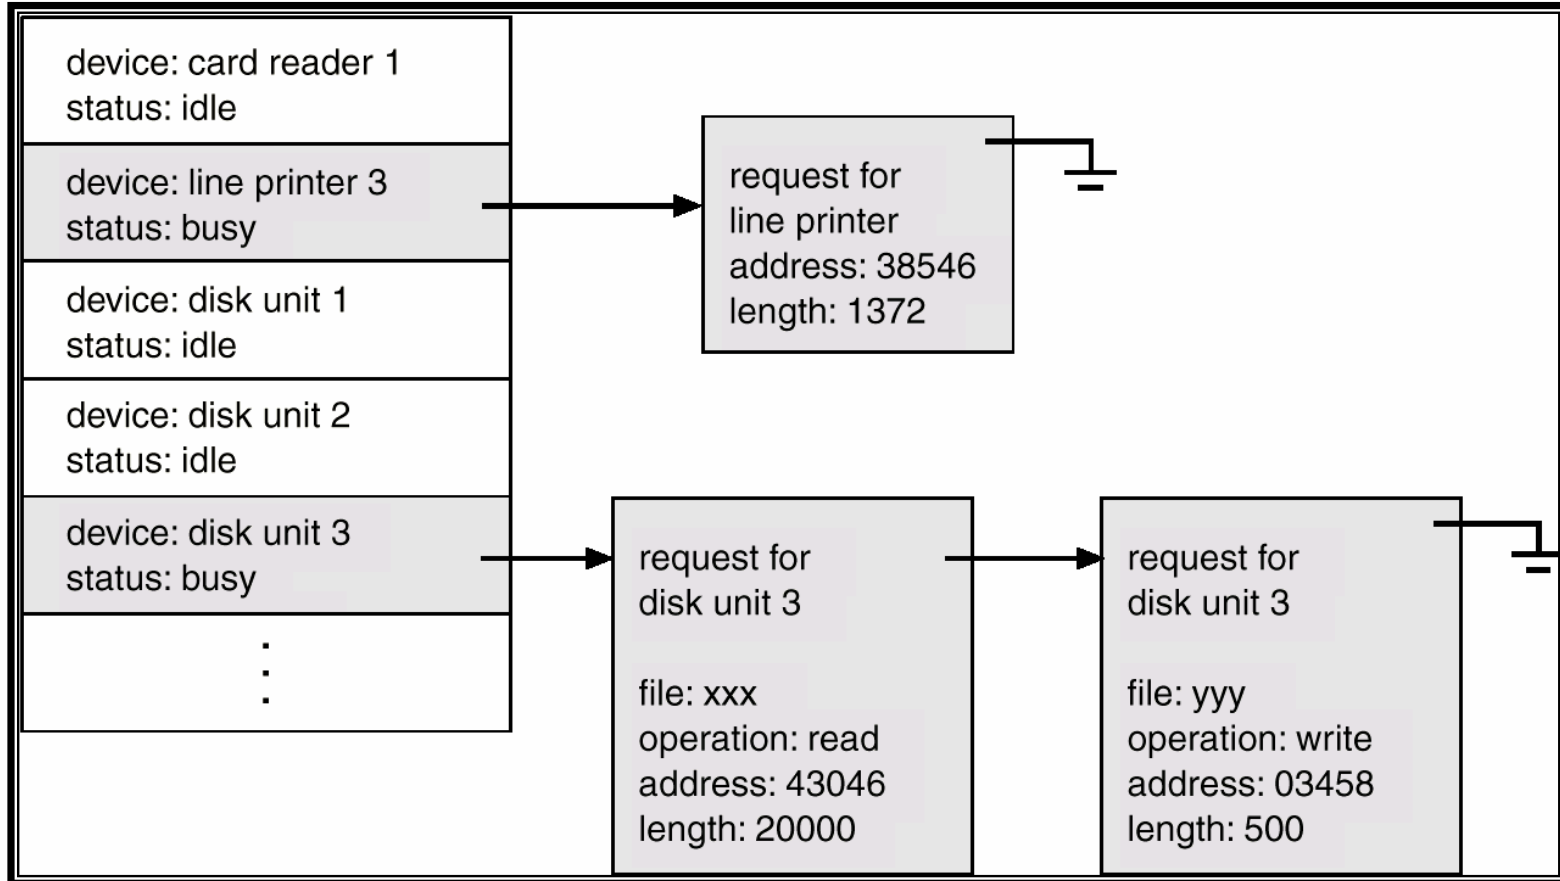 device: card reader 1
status: idle
device: line printer 3
status: busy
device: disk unit 1
status: idle
device: disk unit 2
status: idle
device: disk unit 3
status: busy
request for
line printer
address: 38546
length: 1372
request for
disk unit 3
file: xxx
operation: read
address: 43046
length: 20000
request for
disk unit 3
file: yyy
operation: write
address: 03458
length: 500